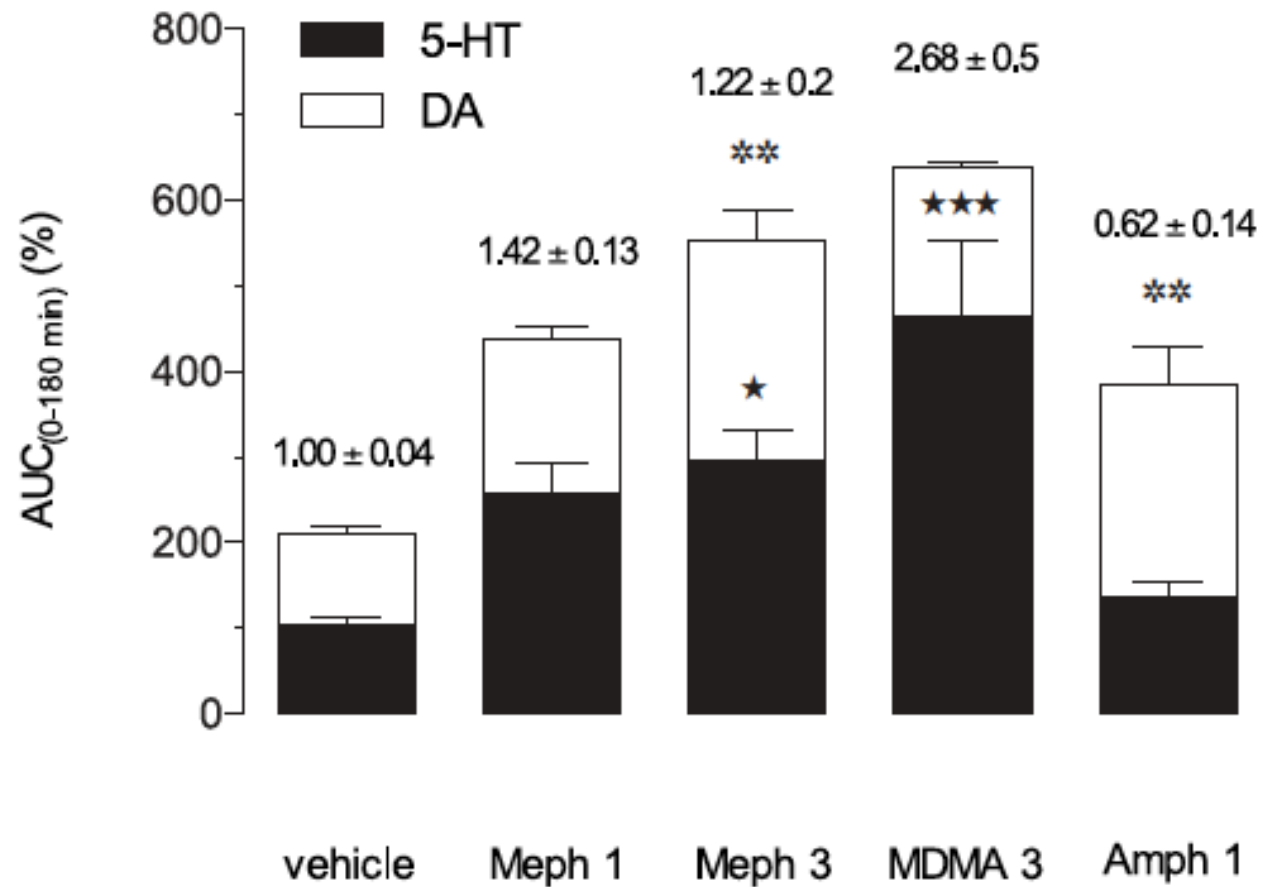 800
5-HT
DA
600
400
200
0
AUC(0-180 min) (%)
1.00 ± 0.04
1.42 ± 0.13
1.22 ± 0.2
**
★
2.68 ± 0.5
★★★
0.62 ± 0.14
**
vehicle Meph 1 Meph 3 MDMA 3 Amph 1